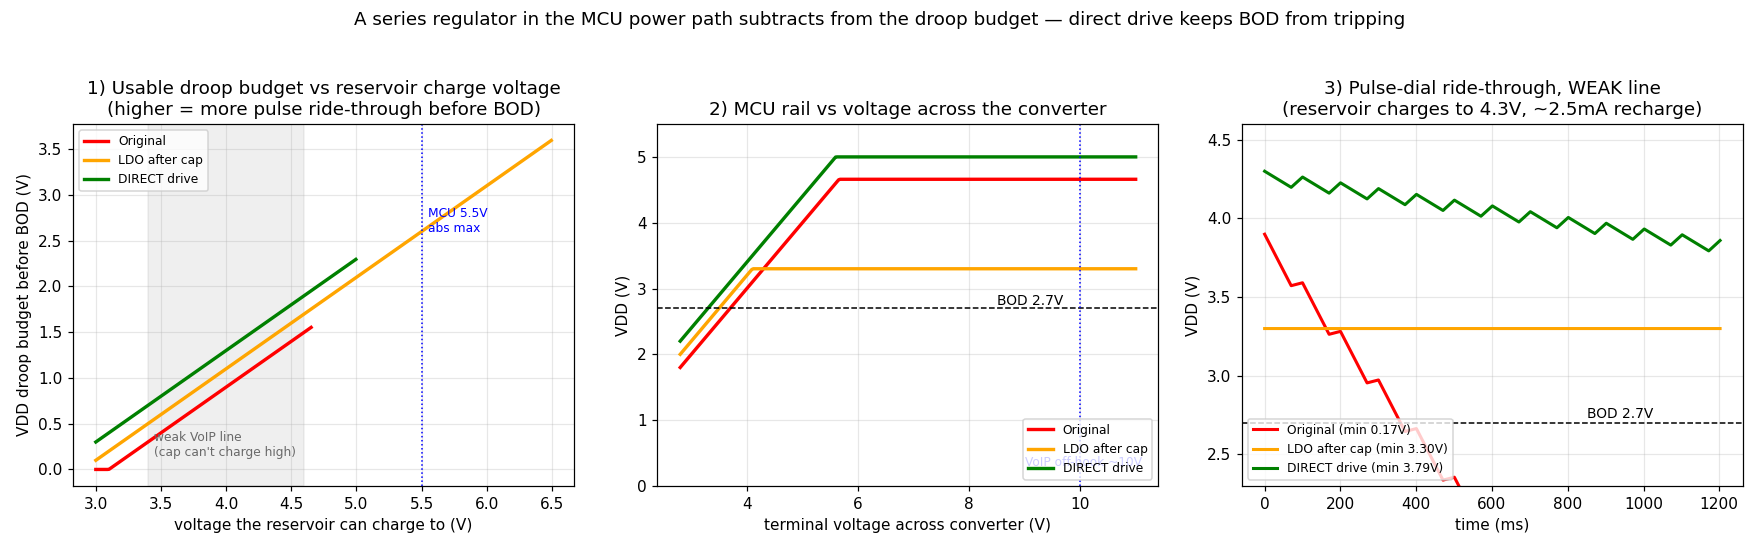 A series regulator in the MCU power path subtracts from the droop budget — direct drive keeps BOD from tripping
1) Usable droop budget vs reservoir charge voltage
(higher = more pulse ride-through before BOD)
VDD droop budget before BOD (V)
3.5
3.0
2.5
2.0
1.5
1.0
0.5
0.0
Original
LDO after cap
DIRECT drive
MCU 5.5V
abs max
weak VoIP line
(cap can't charge high)
3.0 3.5 4.0 4.5 5.0 5.5 6.0 6.5
voltage the reservoir can charge to (V)
2) MCU rail vs voltage across the converter
VDD (V)
5
4
3
2
1
0
BOD 2.7V
Original
LDO after cap
VoIP off-hook ~10V
DIRECT drive
4 6 8 10
terminal voltage across converter (V)
3) Pulse-dial ride-through, WEAK line
(reservoir charges to 4.3V, ~2.5mA recharge)
VDD (V)
4.5
4.0
3.5
3.0
2.5
BOD 2.7V
Original (min 0.17V)
LDO after cap (min 3.30V)
DIRECT drive (min 3.79V)
0 200 400 600 800 1000 1200
time (ms)